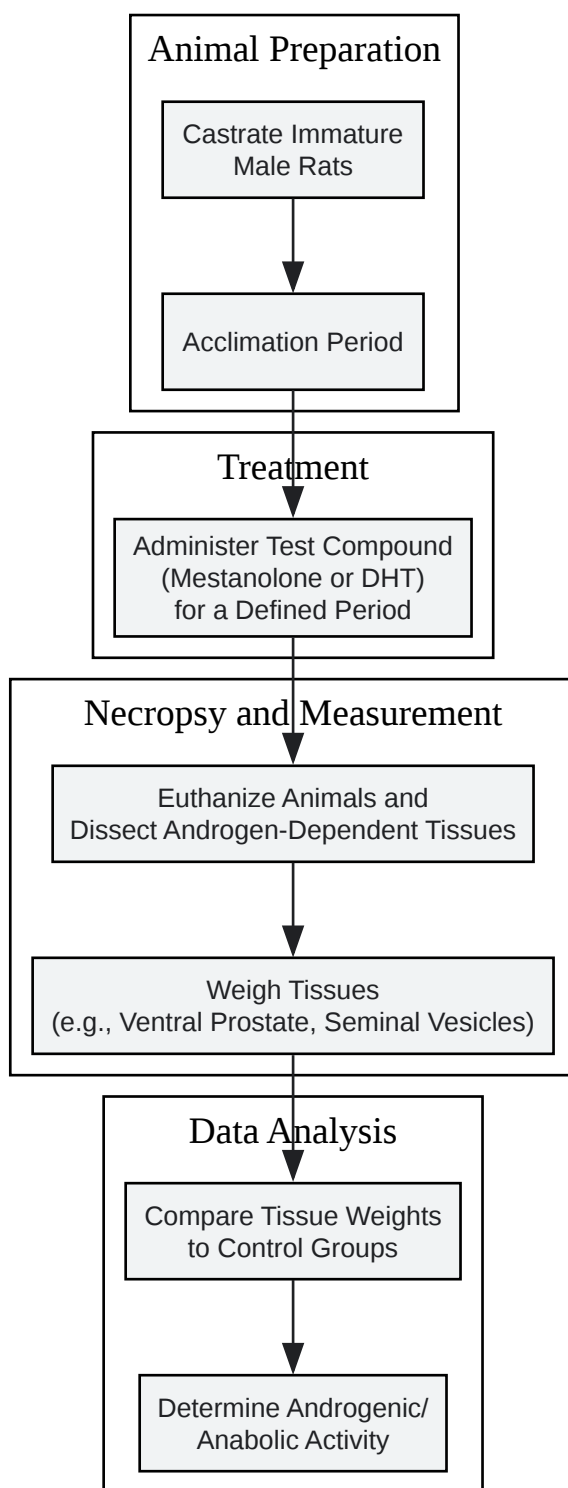 Animal Preparation
Castrate Immature
Male Rats
Acclimation Period
Treatment
Administer Test Compound
(Mestanolone or DHT)
for a Defined Period
Necropsy and Measurement
Euthanize Animals and
Dissect Androgen-Dependent Tissues
Weigh Tissues
(e.g., Ventral Prostate, Seminal Vesicles)
Data Analysis
Compare Tissue Weights
to Control Groups
Determine Androgenic/
Anabolic Activity